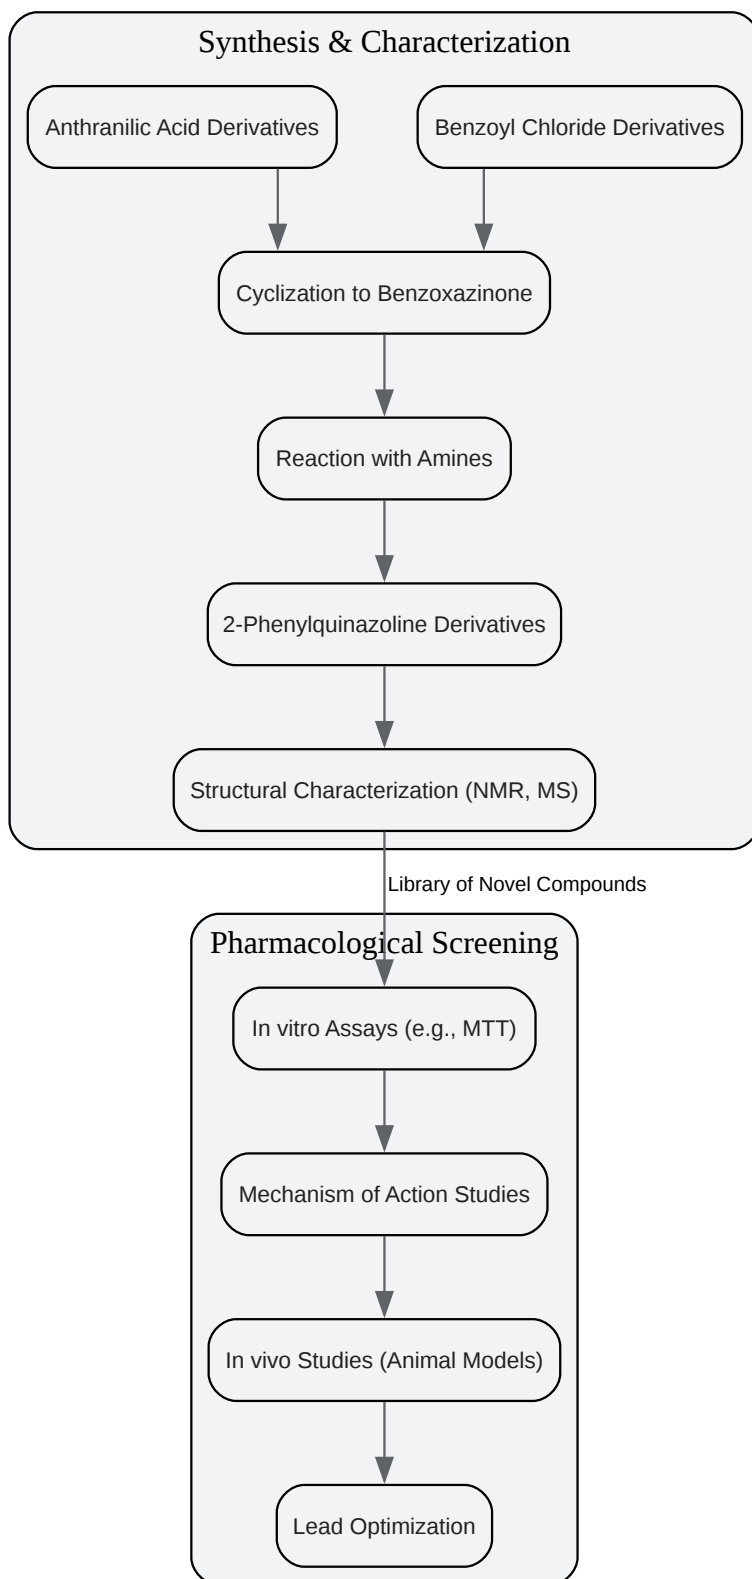 Synthesis & Characterization
Anthranilic Acid Derivatives
Benzoyl Chloride Derivatives
Cyclization to Benzoxazinone
Reaction with Amines
2-Phenylquinazoline Derivatives
Structural Characterization (NMR, MS)
Library of Novel Compounds
Pharmacological Screening
In vitro Assays (e.g., MTT)
Mechanism of Action Studies
In vivo Studies (Animal Models)
Lead Optimization